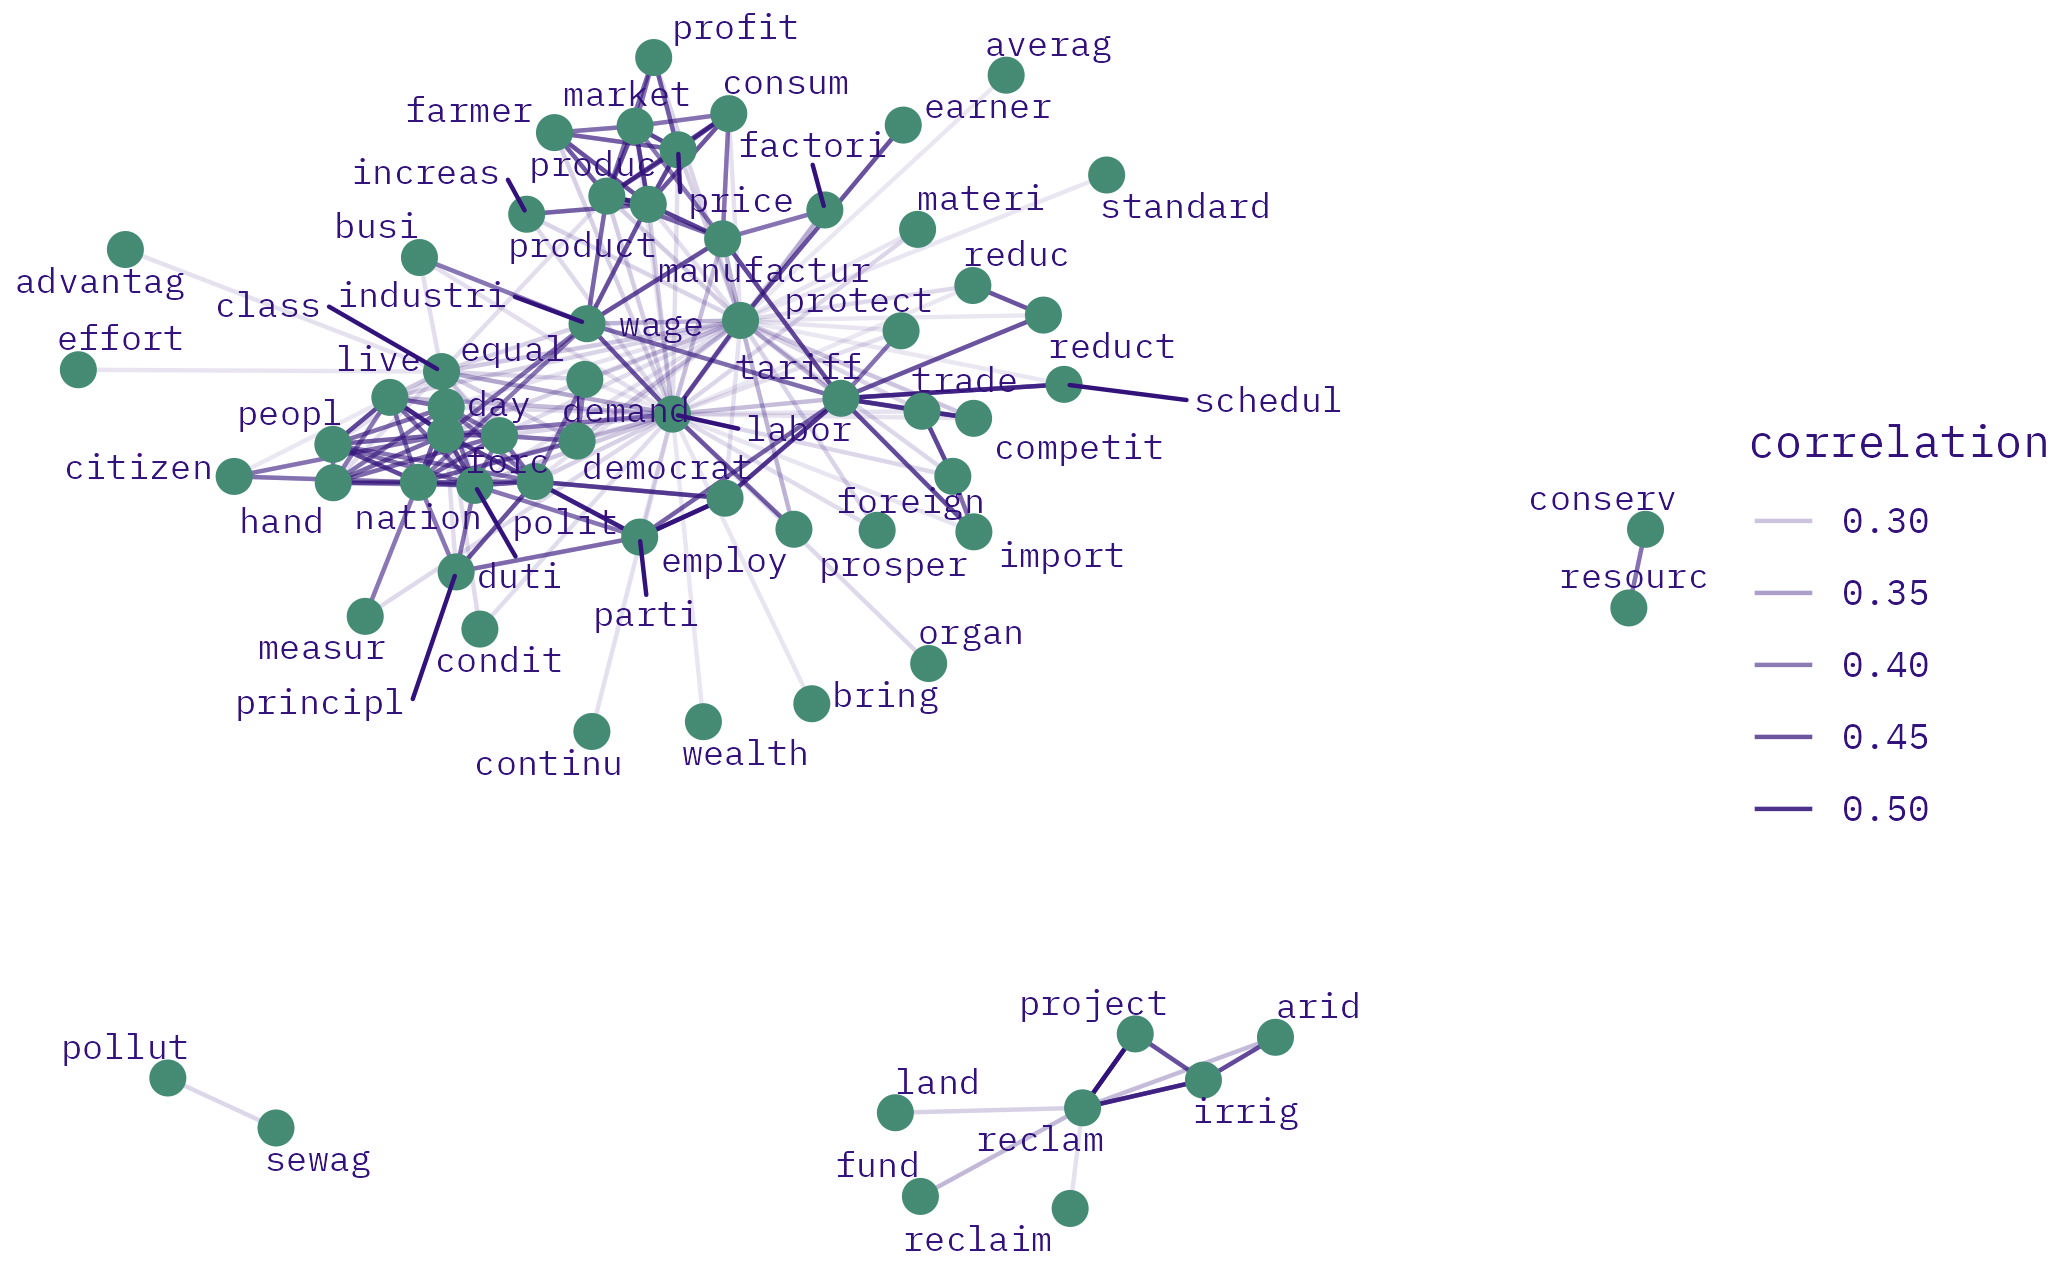 profit
averag
market
consum
farmer
earner
factori
produc
increas
price
materi
standard
busi
product
reduc
manufactur
advantag
class
industri
protect
wage
effort
live
equal
reduct
tariff
trade
schedul
peopl
day
demand
labor
competit
citizen
forc
democrat
hand
nation
polit
foreign
employ
prosper
import
duti
parti
measur
condit
organ
principl
bring
continu
wealth
conserv
resourc
correlation
0.30
0.35
0.40
0.45
0.50
project
arid
pollut
land
irrig
sewag
reclam
fund
reclaim